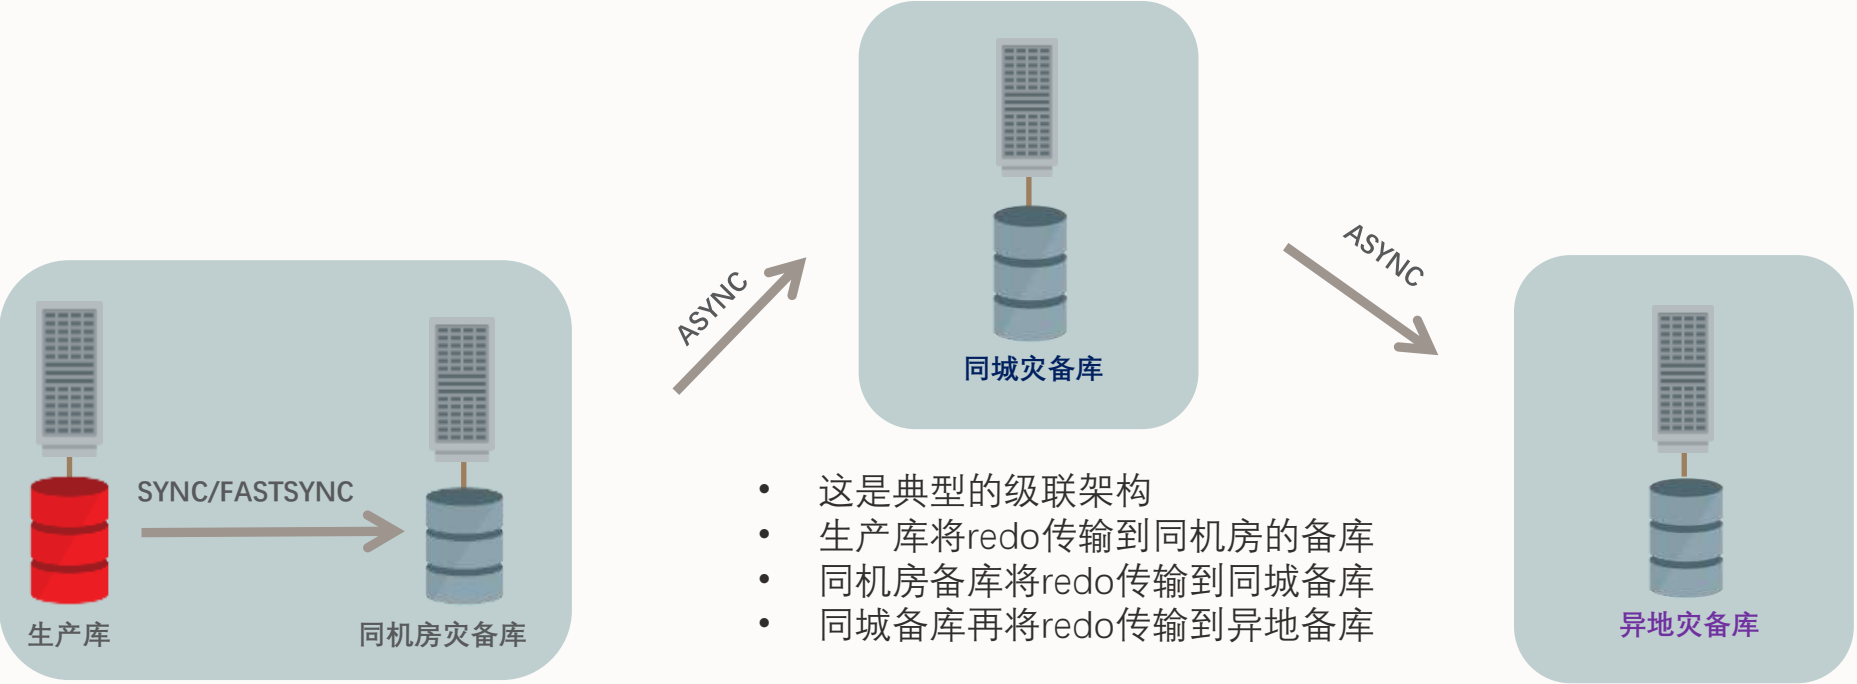 SYNC/FASTSYNC
生产库
同机房灾备库
ASYNC
同城灾备库
ASYNC
异地灾备库
• 这是典型的级联架构
• 生产库将redo传输到同机房的备库
• 同机房备库将redo传输到同城备库
• 同城备库再将redo传输到异地备库